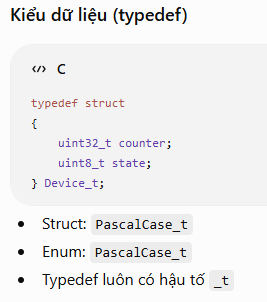 Kiểu dữ liệu (typedef)
</> C
typedef struct
{
    uint32_t counter;
    uint8_t state;
} Device_t;
• Struct: PascalCase_t
• Enum: PascalCase_t
• Typedef luôn có hậu tố _t